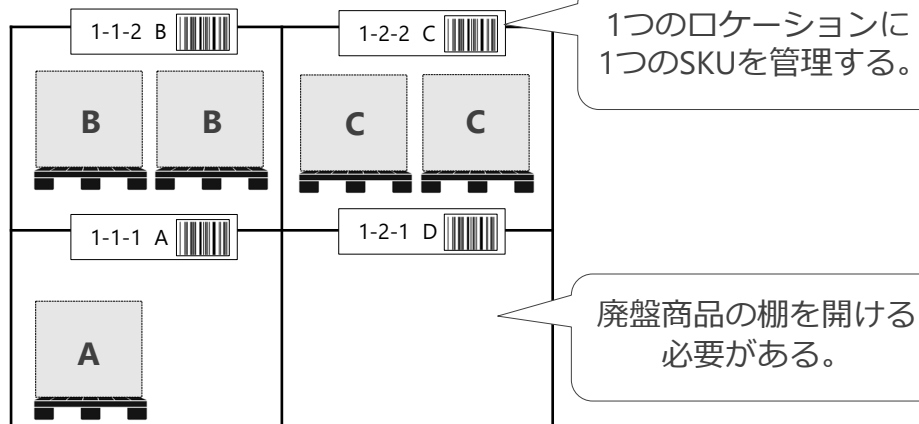 1-1-2 B
1-2-2 C
1つのロケーションに
1つのSKUを管理する。
B
B
C
C
1-1-1 A
1-2-1 D
廃盤商品の棚を開ける
必要がある。
A